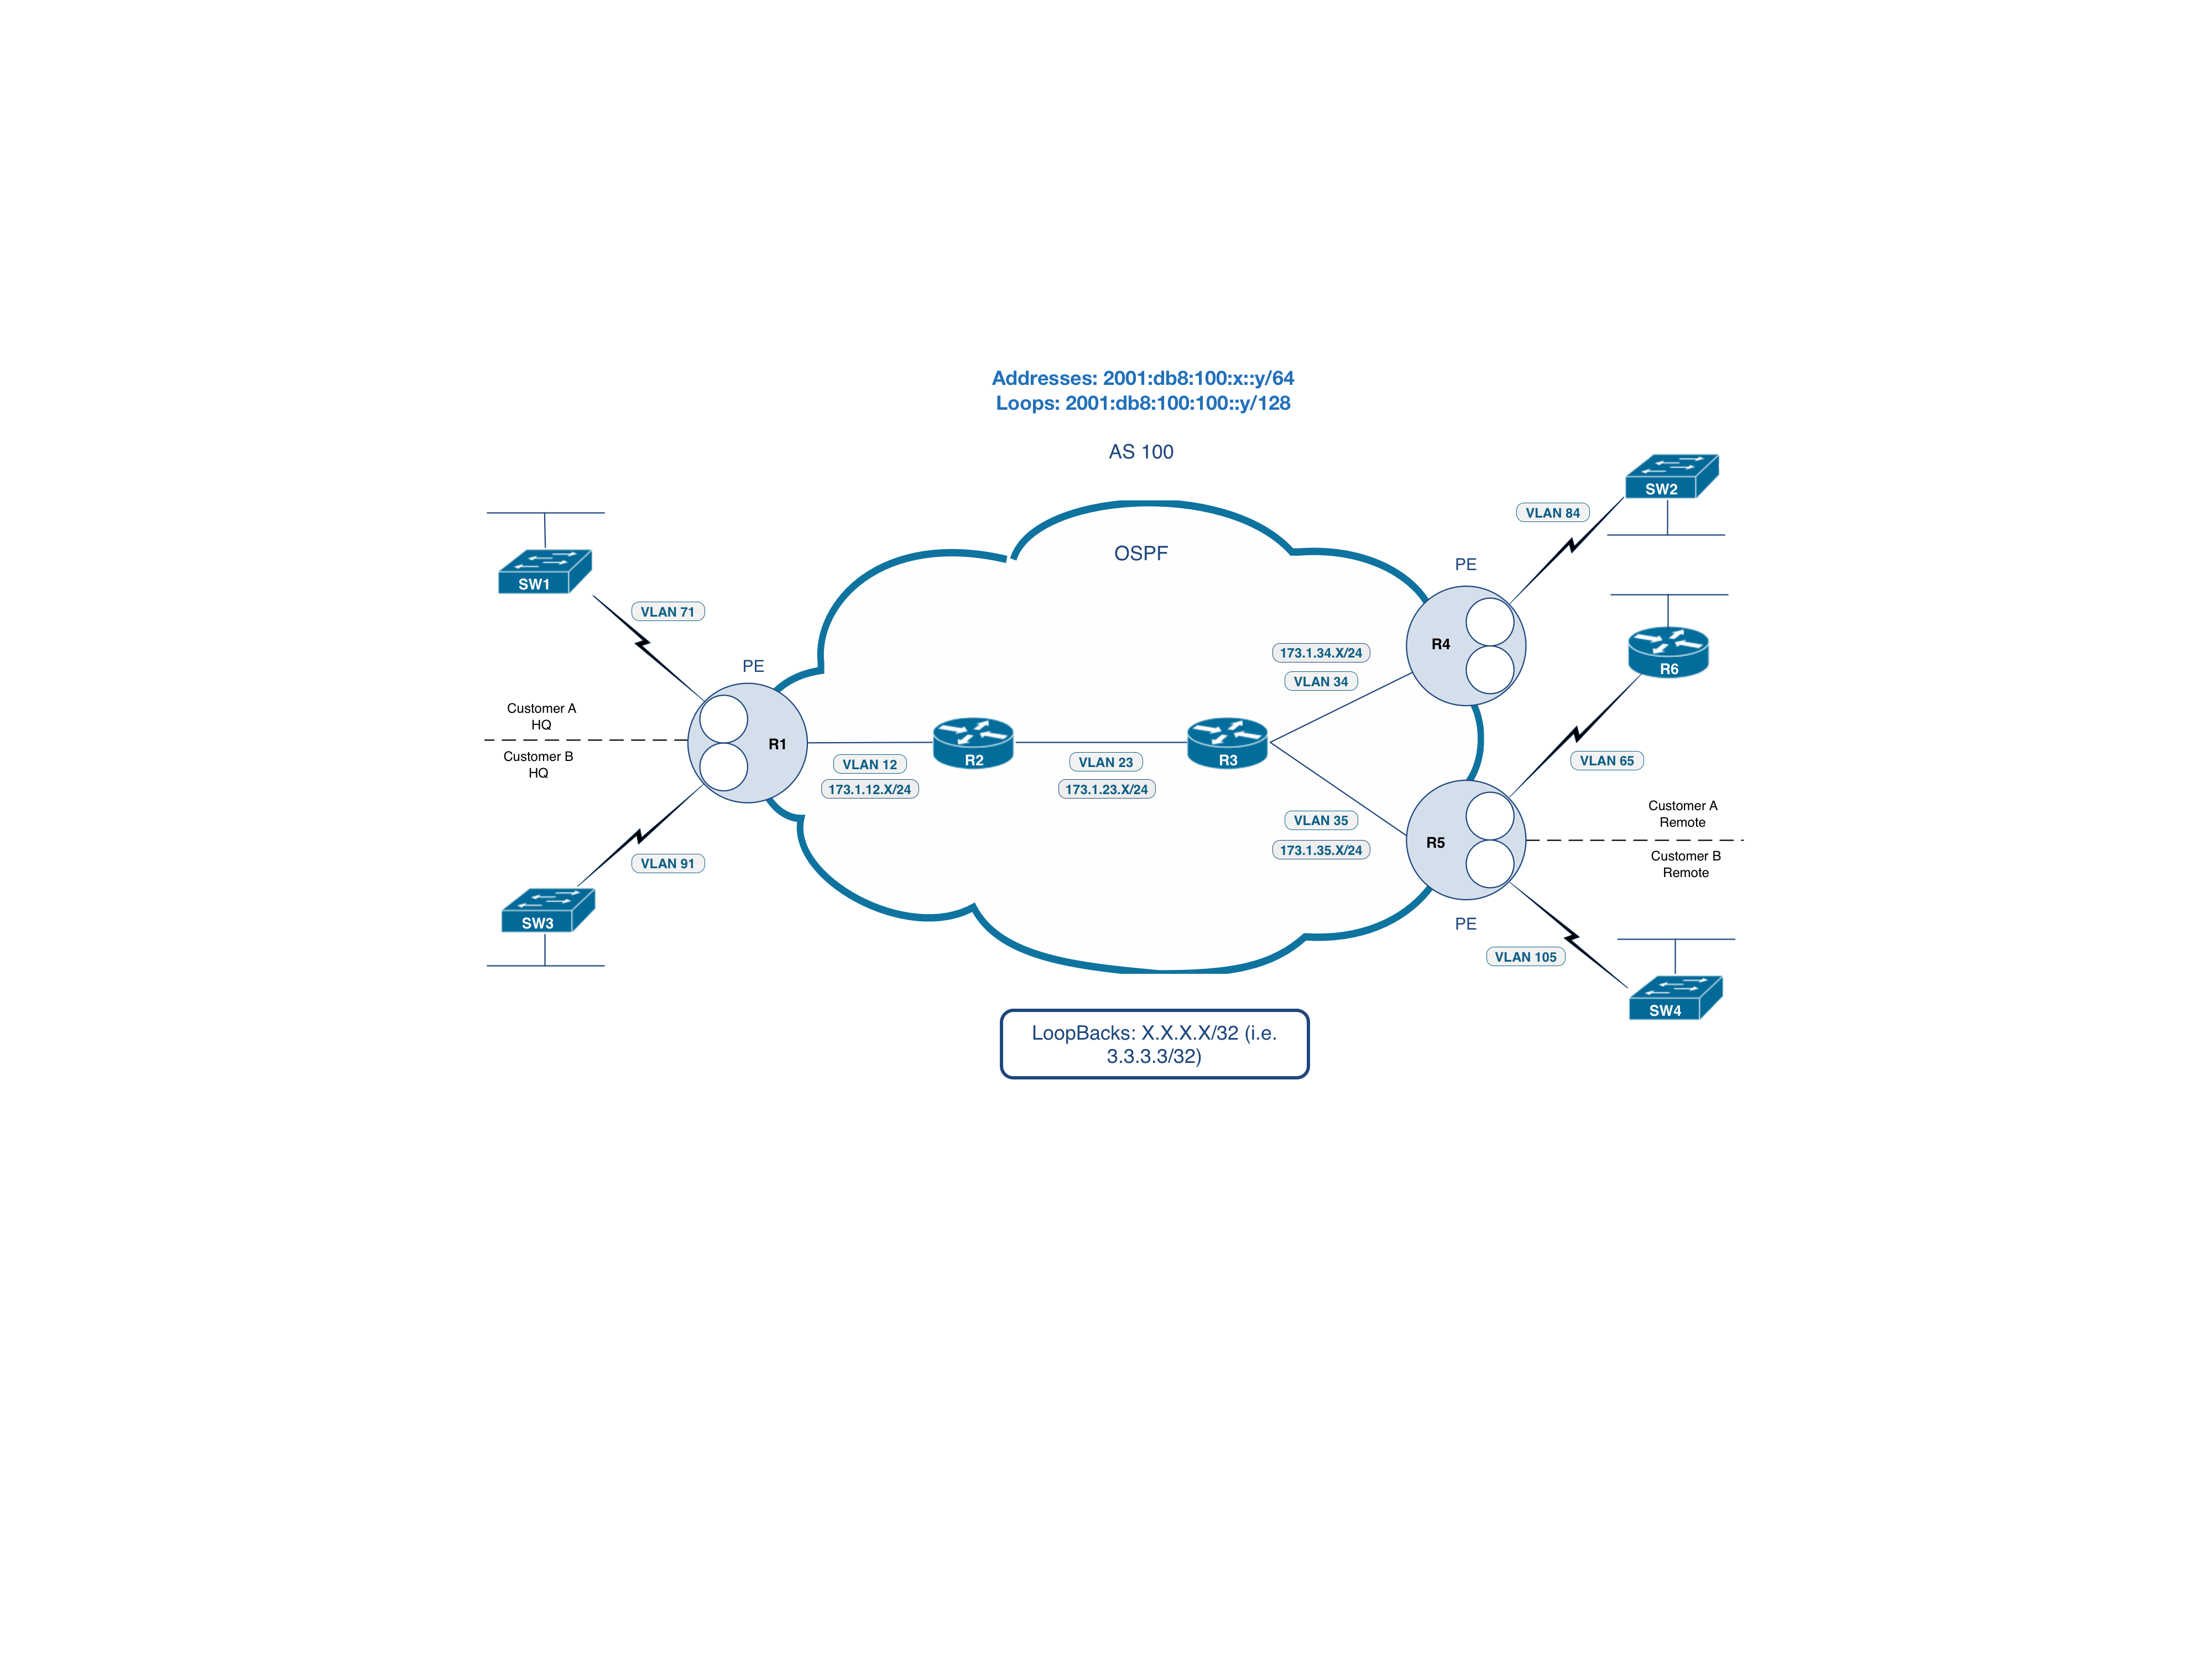 Addresses: 2001:db8:100:x::y/64
Loops: 2001:db8:100:100::y/128
AS 100
OSPF
SW2
VLAN 84
SW1
VLAN 71
PE
R4
R6
173.1.34.X/24
VLAN 34
PE
Customer A
HQ
Customer B
HQ
R1
VLAN 12
173.1.12.X/24
R2
VLAN 23
173.1.23.X/24
R3
VLAN 65
VLAN 35
173.1.35.X/24
R5
Customer A
Remote
Customer B
Remote
VLAN 91
SW3
PE
VLAN 105
SW4
LoopBacks: X.X.X.X/32 (i.e.
3.3.3.3/32)